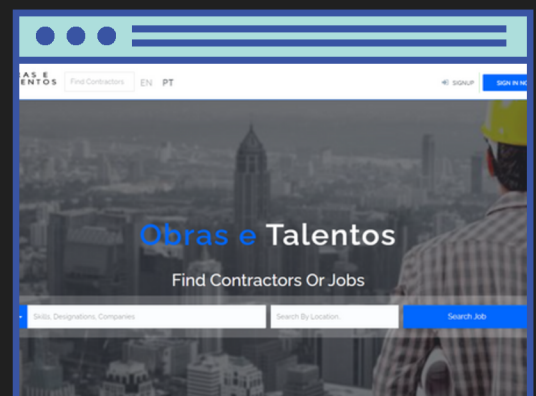 AS E
ENTOS
Find Contractors
EN PT
SIGNUP
SIGN IN NO
Obras e Talentos
Find Contractors Or Jobs
Skills, Designations, Companies
Search By Location
Search Job